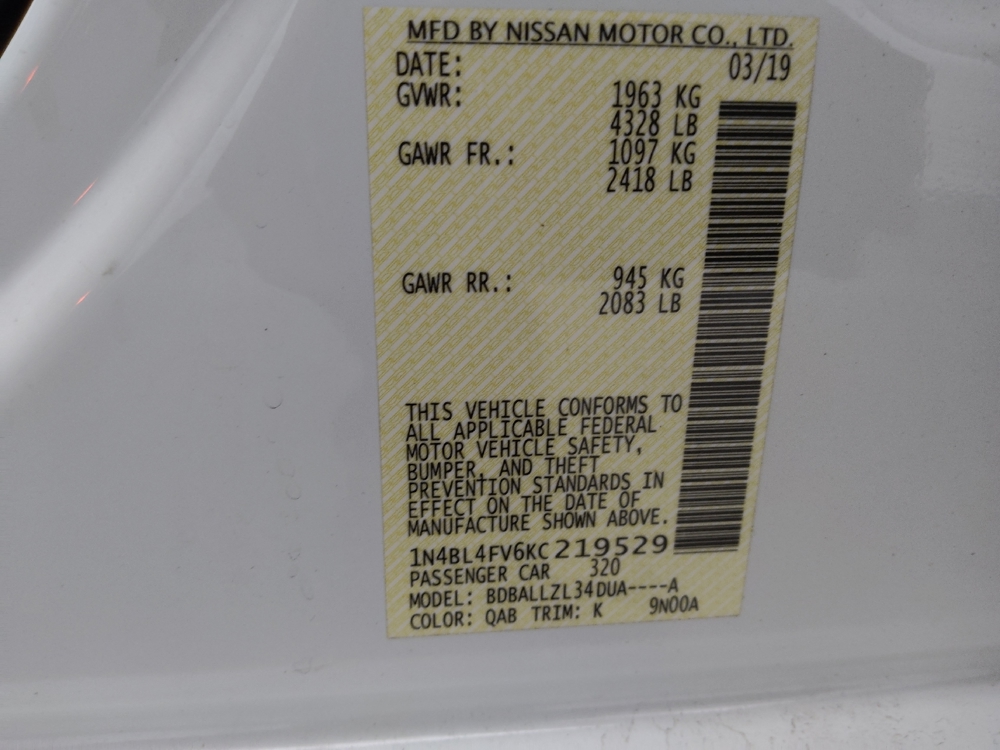 MFD BY NISSAN MOTOR CO., LTD.
DATE: 03/19
GVWR: 1963 KG
4328 LB
GAWR FR.: 1097 KG
2418 LB
GAWR RR.: 945 KG
2083 LB
THIS VEHICLE CONFORMS TO
ALL APPLICABLE FEDERAL
MOTOR VEHICLE SAFETY,
BUMPER, AND THEFT
PREVENTION STANDARDS IN
EFFECT ON THE DATE OF
MANUFACTURE SHOWN ABOVE.
1N4BL4FV6KC219529
PASSENGER CAR 320
MODEL: BDBALLZL34DUA----A
COLOR: QAB TRIM: K 9N00A